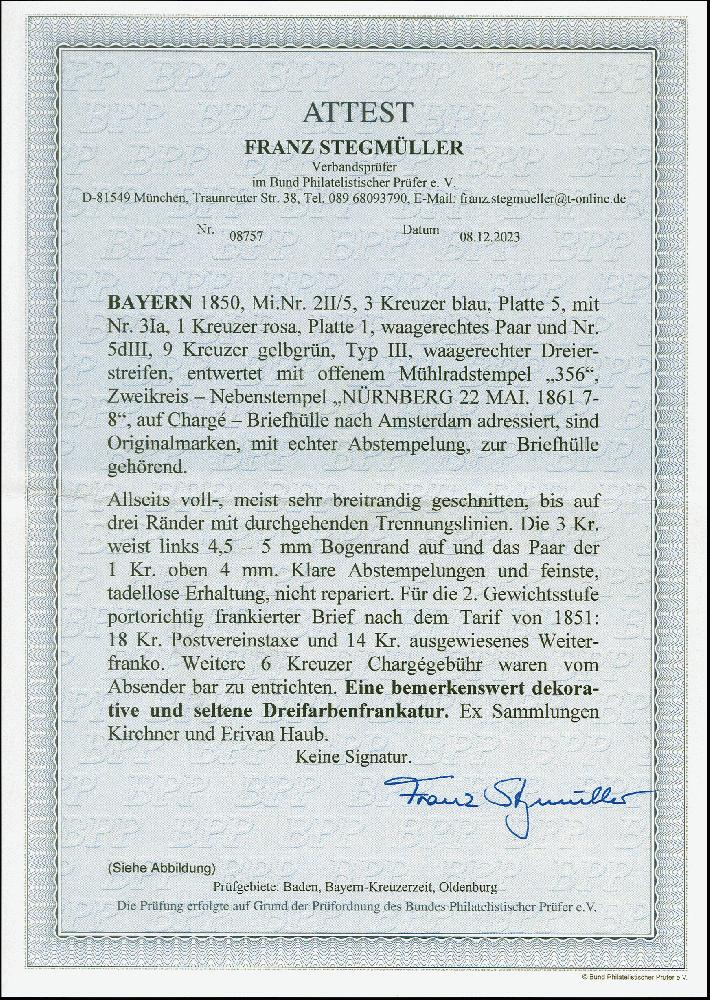 ATTEST
FRANZ STEGMÜLLER
Verbandsprüfer
im Bund Philatelistischer Prüfer e. V.
D-81549 München, Traunreuter Str. 38, Tel. 089 68093790, E-Mail: franz.stegmueller@t-online.de
Nr. 08757 Datum 08.12.2023
BAYERN 1850, Mi.Nr. 2II/5, 3 Kreuzer blau, Platte 5, mit
Nr. 3Ia, 1 Kreuzer rosa, Platte 1, waagerechtes Paar und Nr.
5dIII, 9 Kreuzer gelbgrün, Typ III, waagerechter Dreier-
streifen, entwertet mit offenem Mühlradstempel „356“,
Zweikreis – Nebenstempel „NÜRNBERG 22 MAI. 1861 7-
8“, auf Chargé – Briefhülle nach Amsterdam adressiert, sind
Originalmarken, mit echter Abstempelung, zur Briefhülle
gehörend.
Allseits voll-, meist sehr breitrandig geschnitten, bis auf
drei Ränder mit durchgehenden Trennungslinien. Die 3 Kr.
weist links 4,5 – 5 mm Bogenrand auf und das Paar der
1 Kr. oben 4 mm. Klare Abstempelungen und feinste,
tadellose Erhaltung, nicht repariert. Für die 2. Gewichtsstufe
portorichtig frankierter Brief nach dem Tarif von 1851:
18 Kr. Postvereinstaxe und 14 Kr. ausgewiesenes Weiter-
franko. Weitere 6 Kreuzer Chargégebühr waren vom
Absender bar zu entrichten. Eine bemerkenswert dekora-
tive und seltene Dreifarbenfrankatur. Ex Sammlungen
Kirchner und Erivan Haub.
Keine Signatur.
Franz Stegmüller
(Siehe Abbildung)
Prüfgebiete: Baden, Bayern-Kreuzerzeit, Oldenburg
Die Prüfung erfolgte auf Grund der Prüfordnung des Bundes Philatelistischer Prüfer e.V.
© Bund Philatelistischer Prüfer e.V.